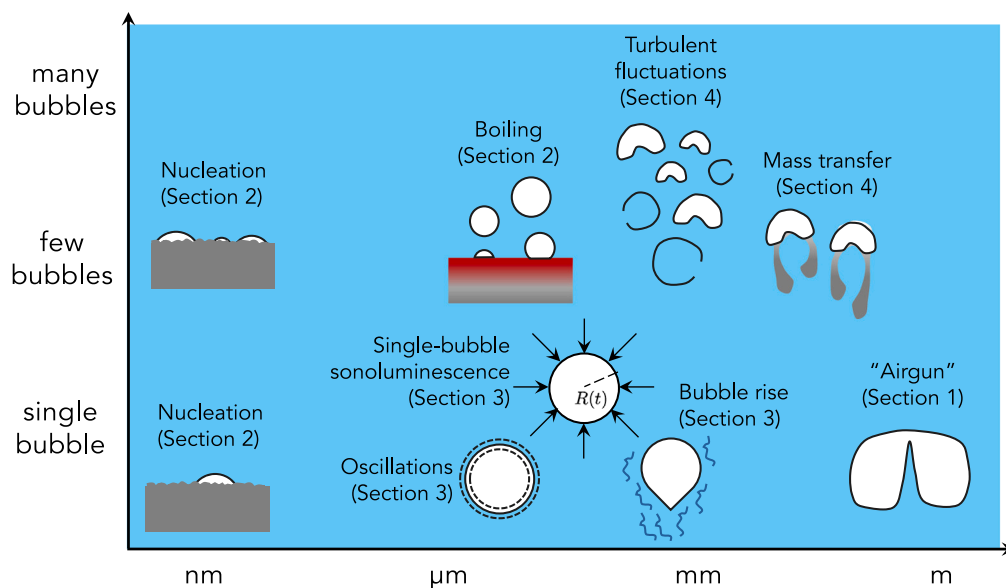 many
bubbles
Turbulent
fluctuations
(Section 4)
Boiling
(Section 2)
Nucleation
(Section 2)
Mass transfer
(Section 4)
few
bubbles
Single-bubble
sonoluminescence
(Section 3)
R(t)
Bubble rise
(Section 3)
“Airgun”
(Section 1)
single
bubble
Nucleation
(Section 2)
Oscillations
(Section 3)
nm
μm
mm
m